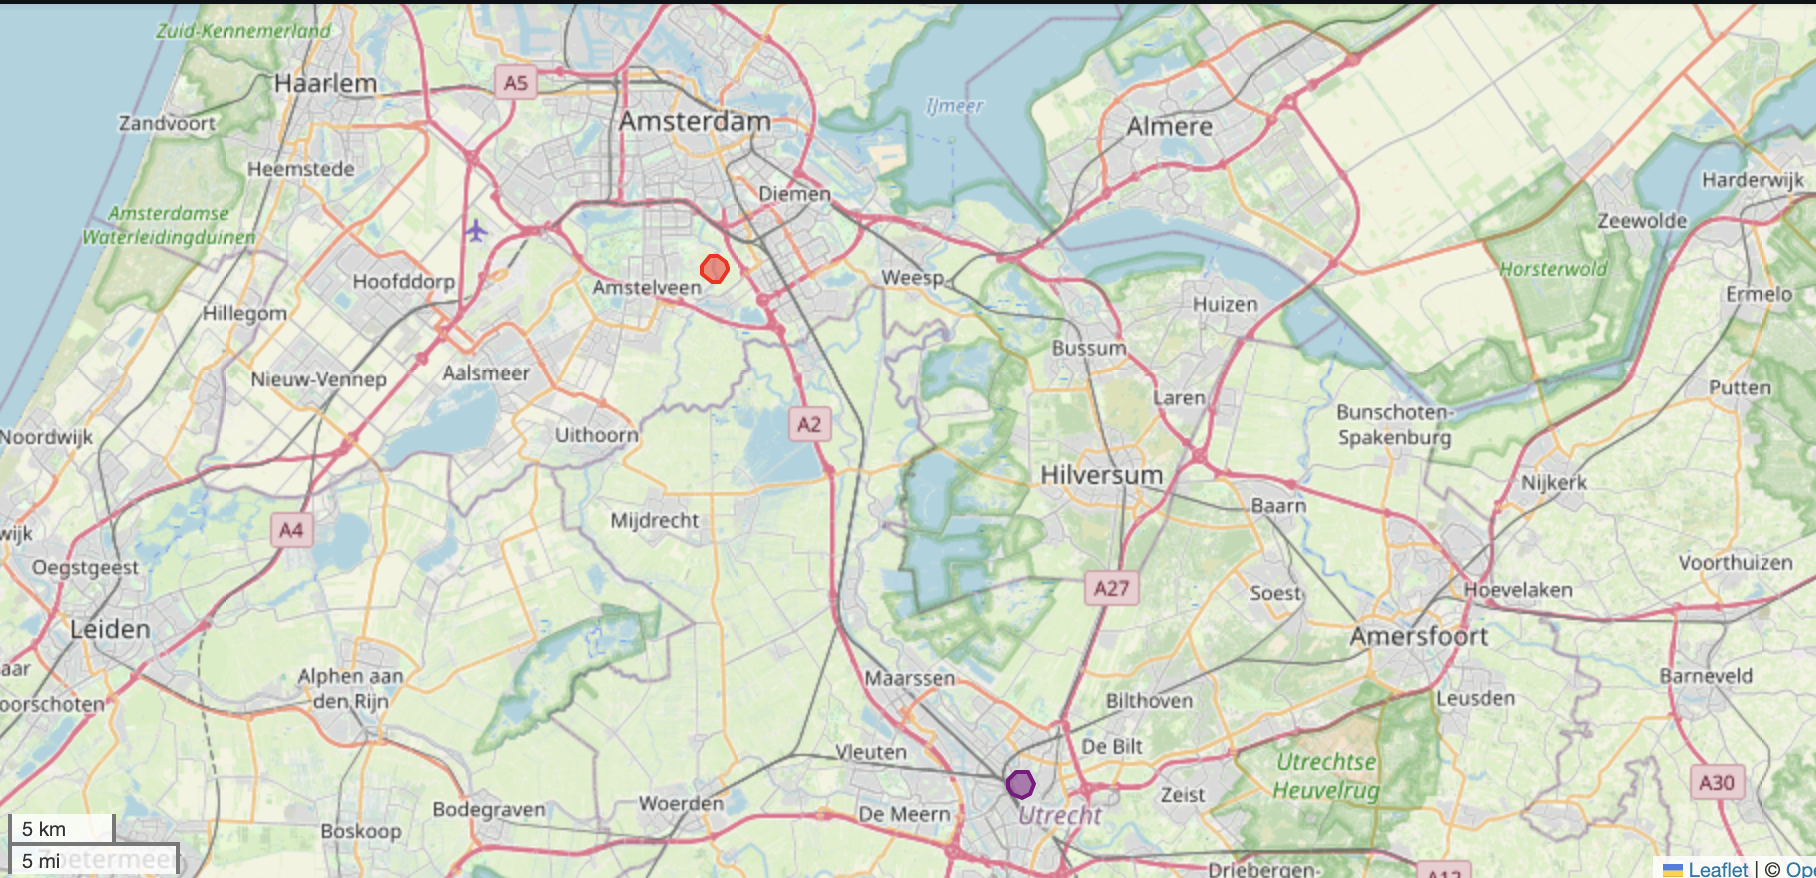 Zuid-Kennemerland
Haarlem
A5
Zandvoort
Amsterdam
IJmeer
Almere
Heemstede
Diemen
Harderwijk
Amsterdamse
Waterleidingduinen
Zeewolde
Hoofddorp
Amstelveen
Weesp
Horsterwold
Huizen
Ermelo
Hillegom
Bussum
Nieuw-Vennep
Aalsmeer
Laren
Putten
Bunschoten-
Spakenburg
A2
Noordwijk
Uithoorn
Hilversum
Nijkerk
Baarn
Mijdrecht
A4
wijk
Oegstgeest
Voorthuizen
A27
Soest
Hoevelaken
Leiden
Amersfoort
aar
Alphen aan
den Rijn
Maarssen
Barneveld
oorschoten
Bilthoven
Leusden
De Bilt
Vleuten
Utrechtse
Heuvelrug
A30
Zeist
Woerden
Bodegraven
De Meern
Utrecht
5 km
Boskoop
5 mi
Zoetermeer
Driebergen-
A12
Leaflet | © Ope